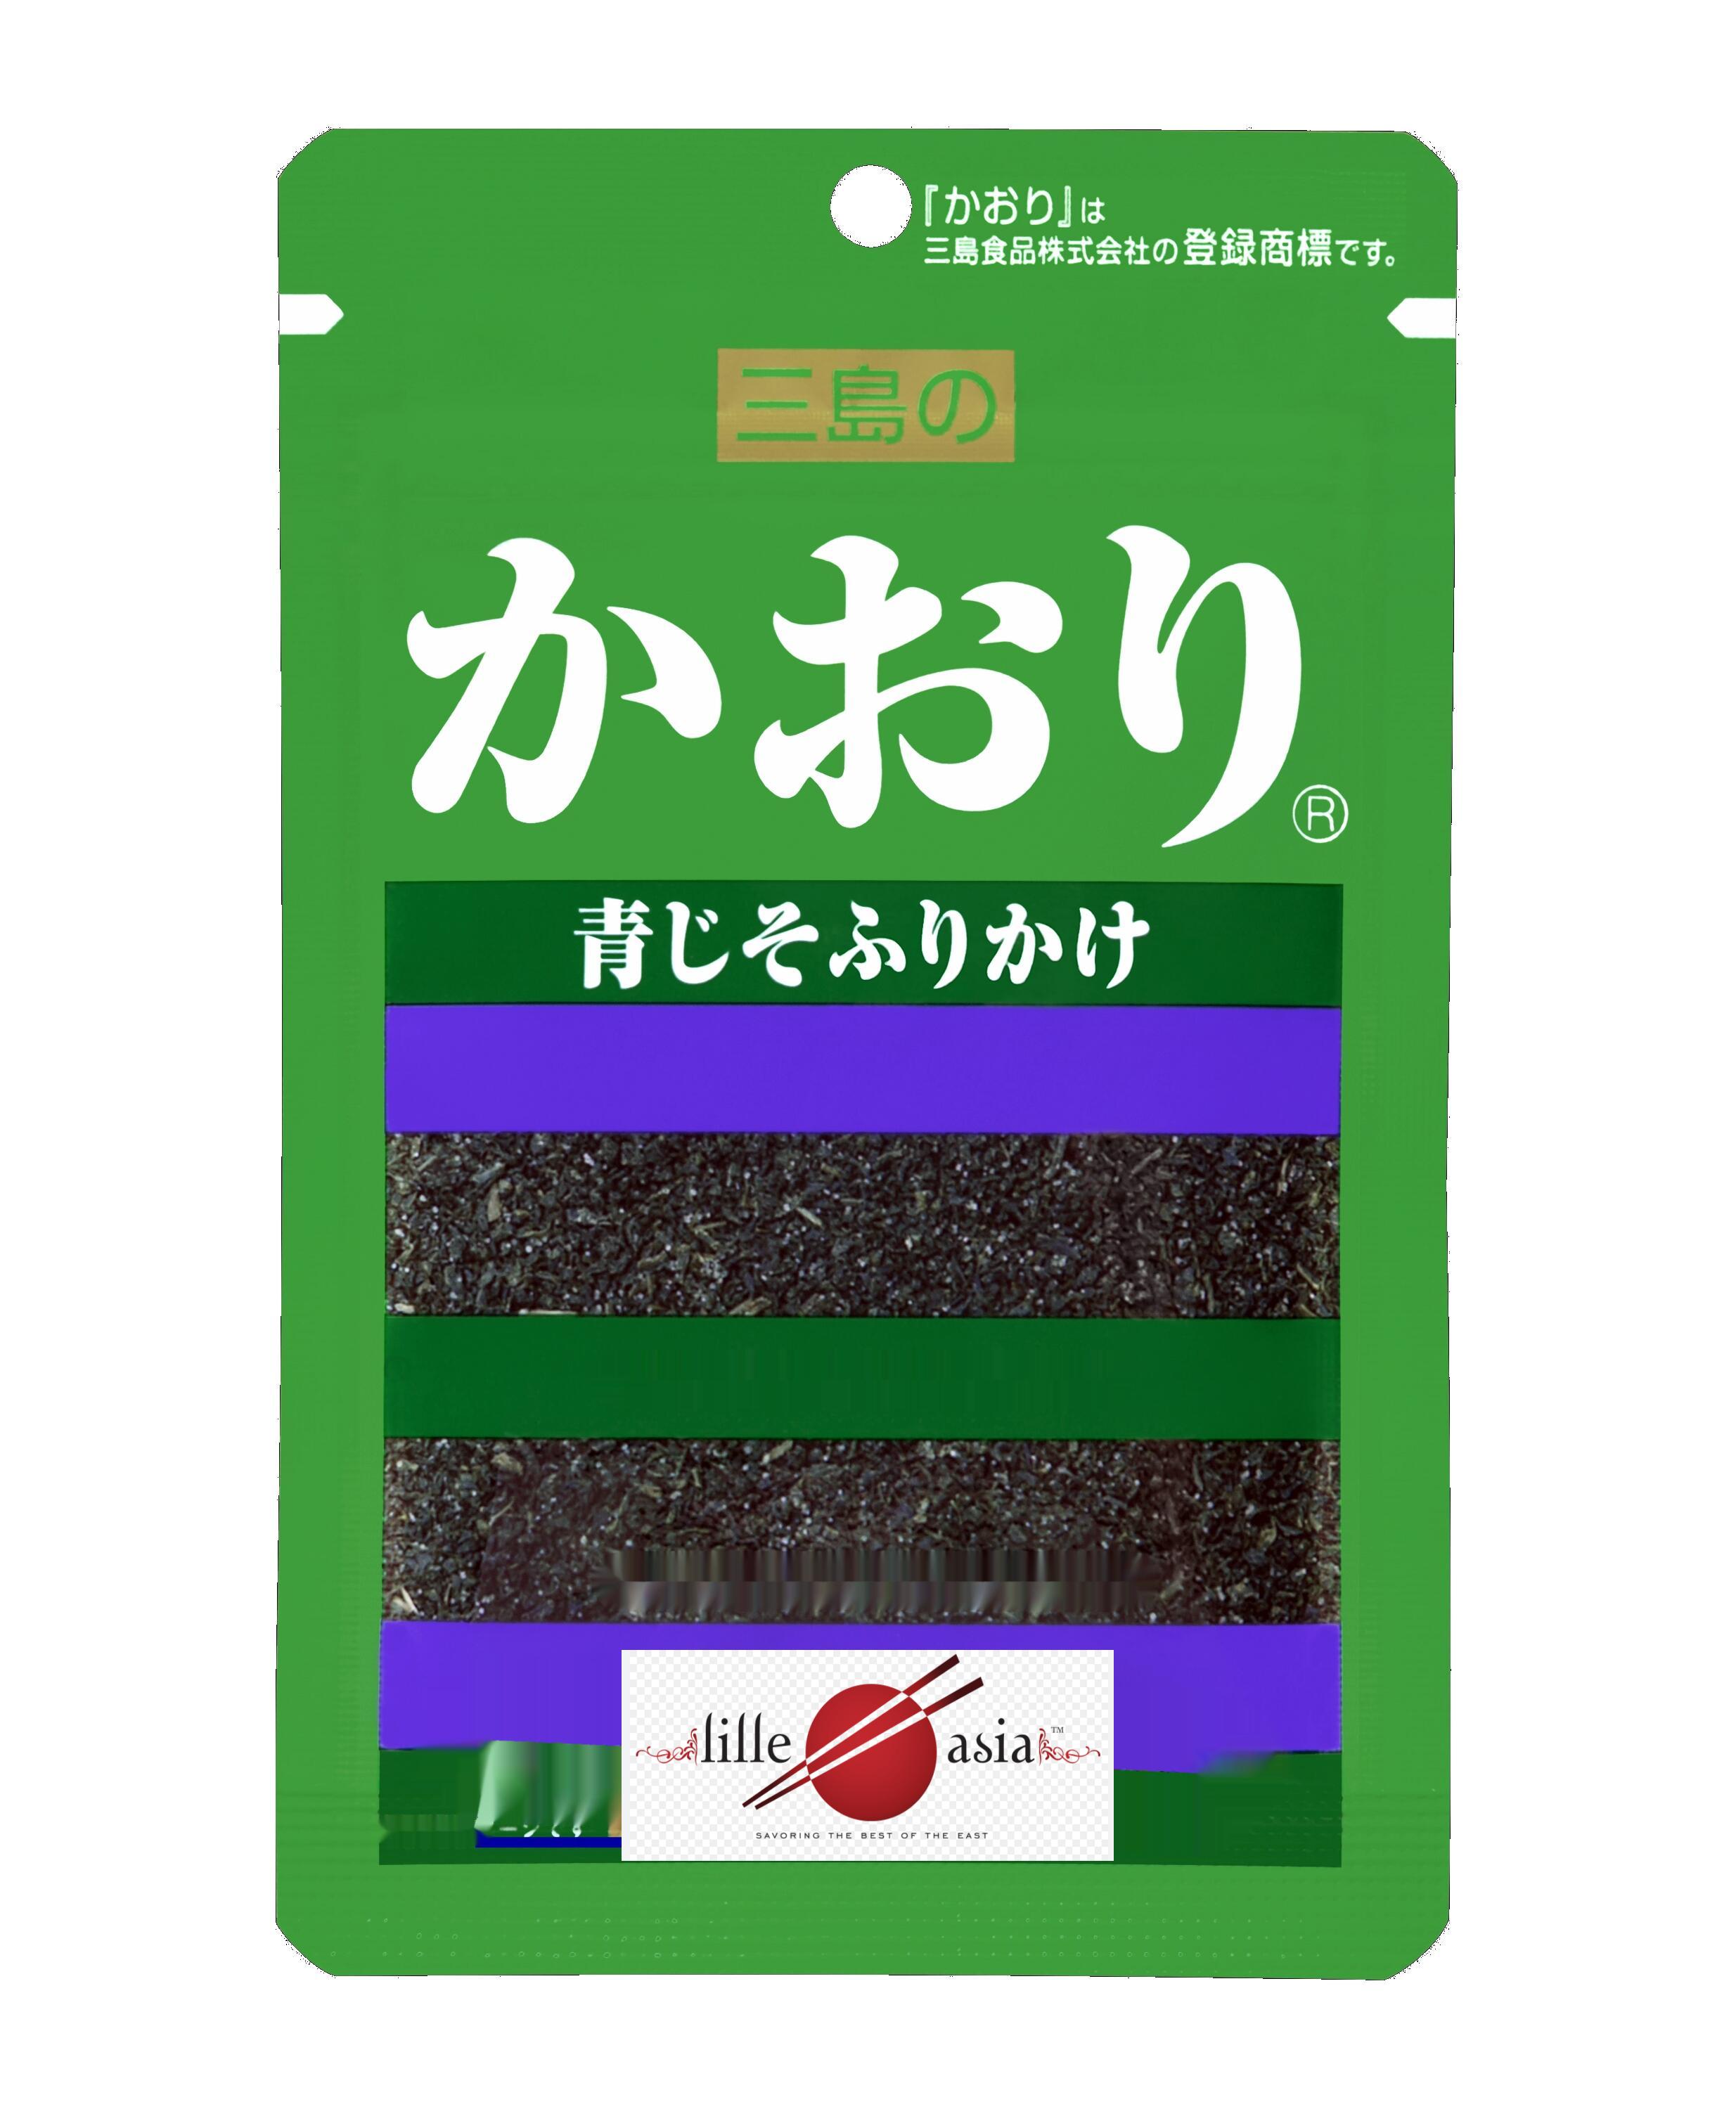 『かおり』は
三島食品株式会社の登録商標です。
三島の
かおり
®
青じそふりかけ
lille asia™
SAVORING THE BEST OF THE EAST